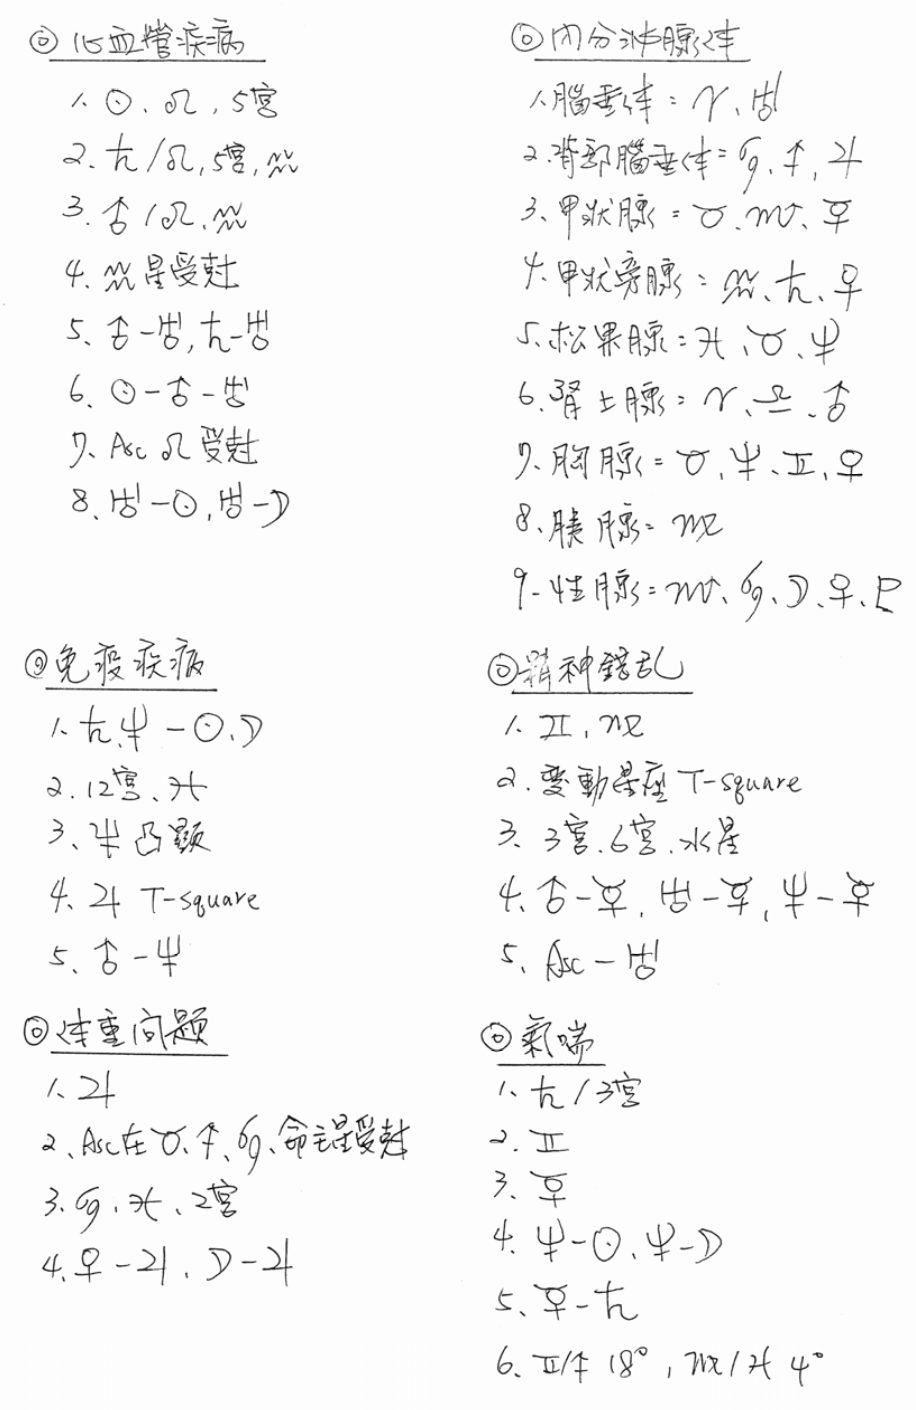 ◎心血管疾病
1、☉、♌, 5宮
2、♄/♌, 5宮, ♒
3、♂/♌、♒
4、♒星受尅
5、♂-♅, ♄-♅
6、☉-♂-♅
7、Asc ♌ 受尅
8、♅-☉, ♅-☽
◎內分泌腺体
1、腦垂体:♈、♅
2、背部腦垂体=♑、♐、♃
3、甲状腺=♉、♏、☿
4、甲状旁腺:♒、♄、♀
5、松果腺:♓、♉、♆
6、腎上腺:♈、♎、♂
7、胸腺=♉、♆、♊、♀
8、胰腺=♍
9-性腺:♏、♑、☽、♀、♇
◎免疫疾病
1、♄、♆-☉、☽
2、12宮、♓
3、♆凸顯
4、♃ T-square
5、♂-♆
◎精神錯乱
1、♊、♍
2、變動星座 T-square
3、3宮、6宮、水星
4、♂-☿, ♅-☿, ♆-☿
5、Asc-♅
◎体重问题
1、♃
2、Asc在♉、♐、♑、命主星受尅
3、♑、♓、2宮
4、♀-♃、☽-♃
◎氣喘
1、♄/3宮
2、♊
3、☿
4、♆-☉、♆-☽
5、☿-♄
6、♊/♐ 18°, ♍/♓ 4°